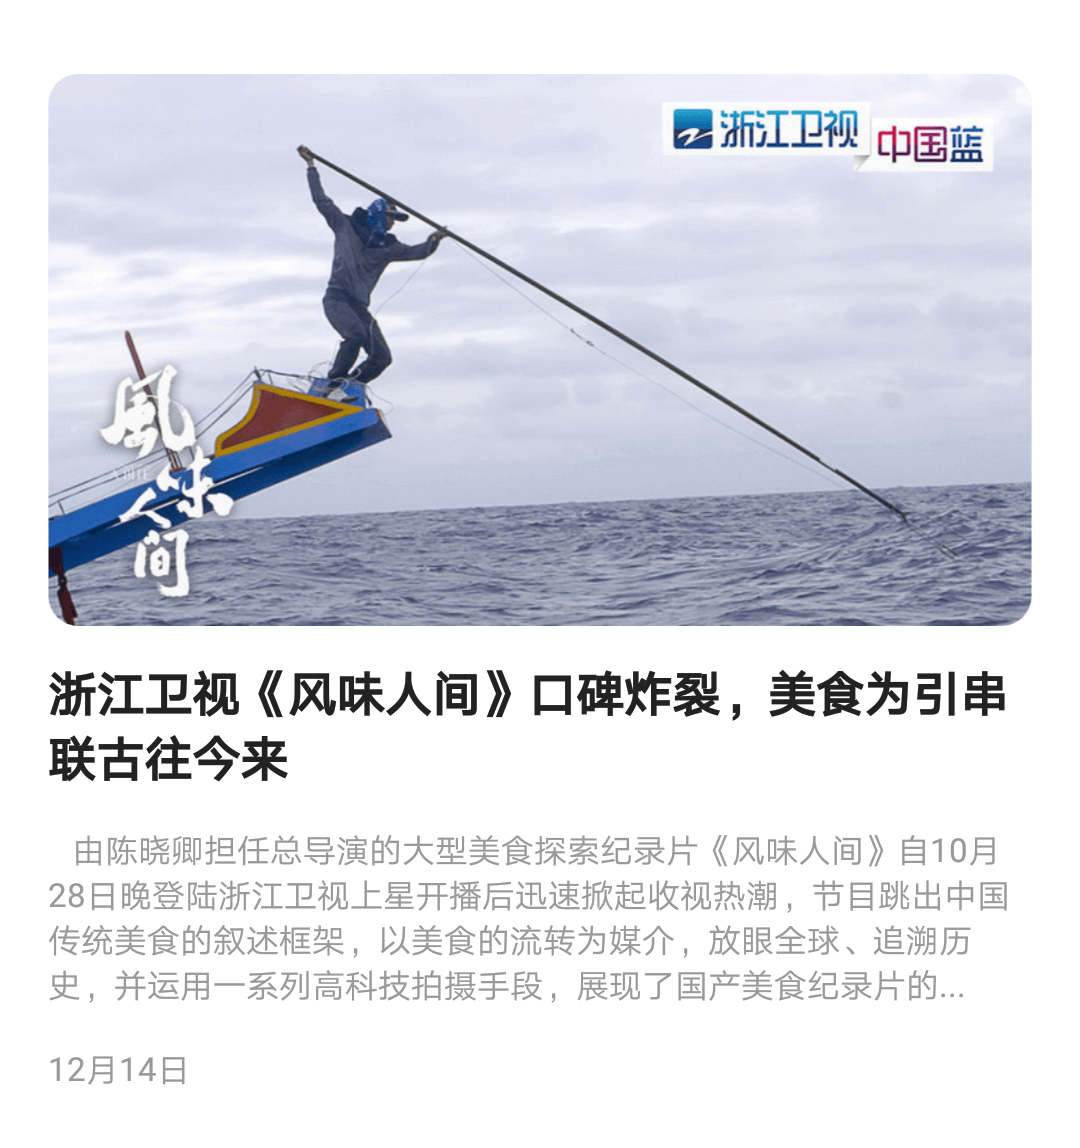 浙江卫视
中国蓝
風
味
人
间
A BITE
浙江卫视《风味人间》口碑炸裂，美食为引串
联古往今来
由陈晓卿担任总导演的大型美食探索纪录片《风味人间》自10月
28日晚登陆浙江卫视上星开播后迅速掀起收视热潮，节目跳出中国
传统美食的叙述框架，以美食的流转为媒介，放眼全球、追溯历
史，并运用一系列高科技拍摄手段，展现了国产美食纪录片的...
12月14日